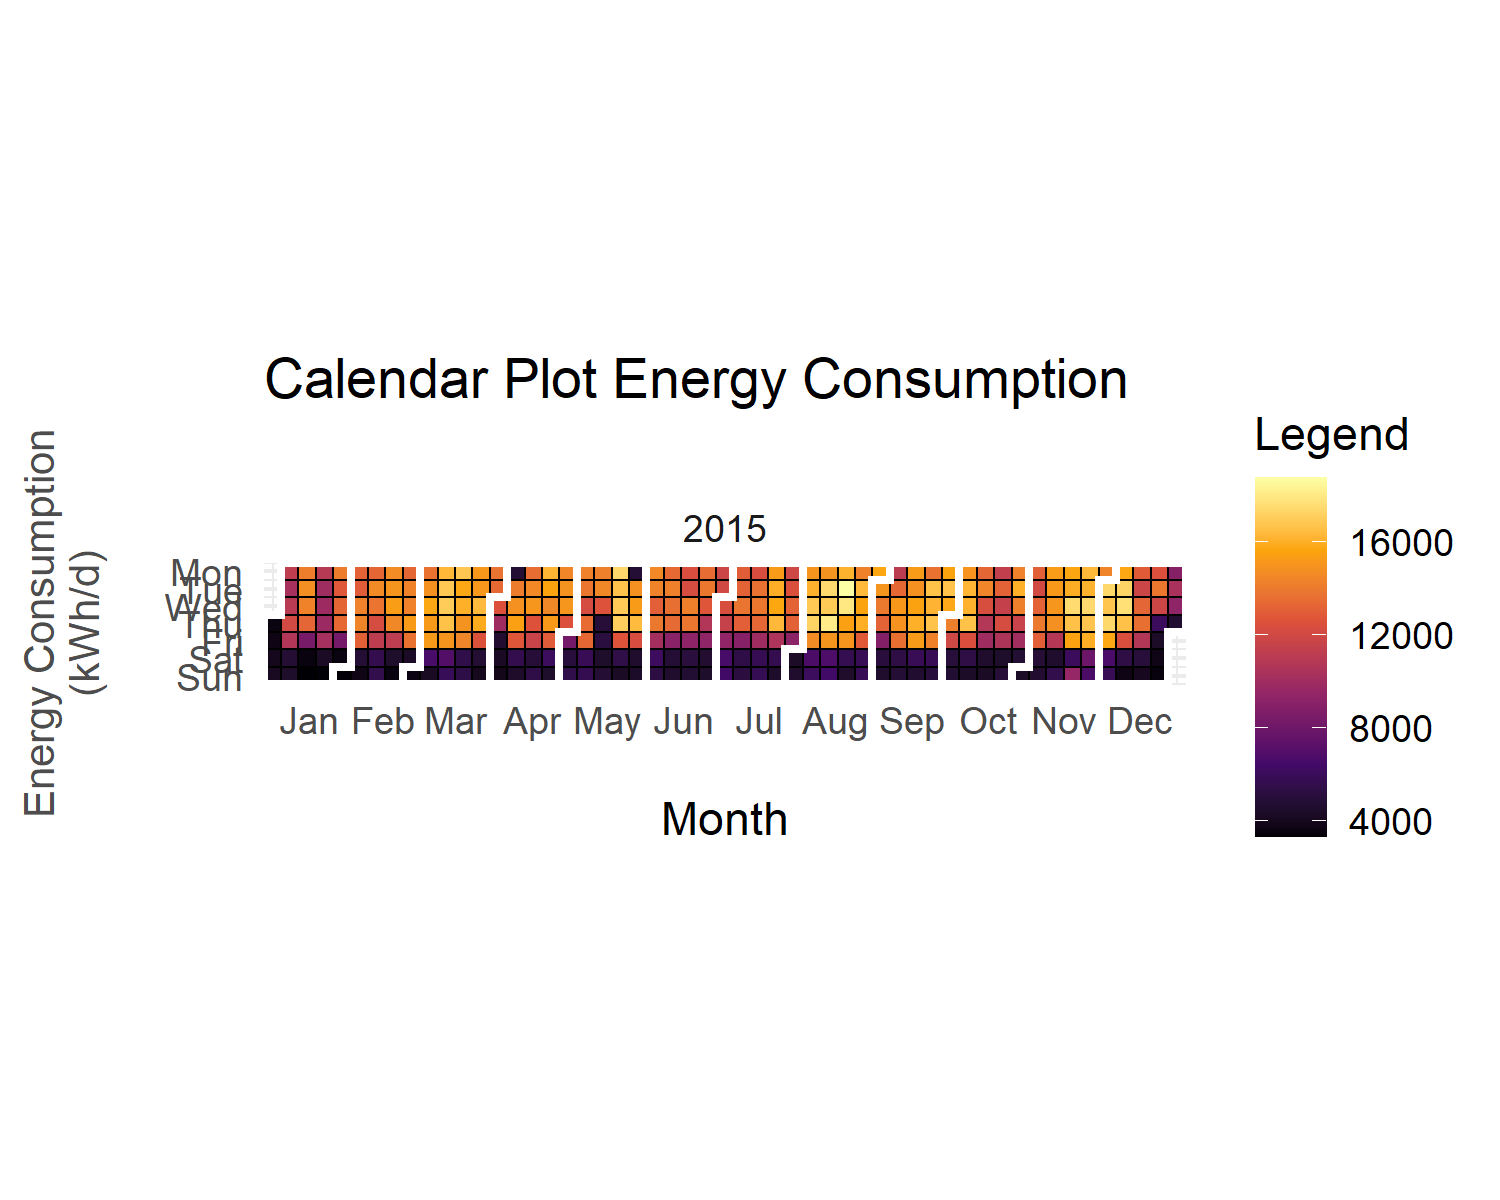 Calendar Plot Energy Consumption
Legend
2015
16000
12000
8000
4000
Energy Consumption
(kWh/d)
Mon
Tue
Wed
Thu
Fri
Sat
Sun
Jan Feb Mar Apr May Jun Jul Aug Sep Oct Nov Dec
Month